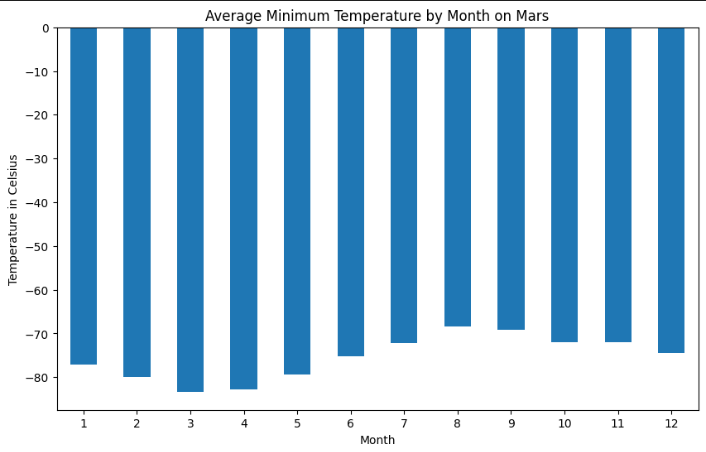 Average Minimum Temperature by Month on Mars
Temperature in Celsius
0
−10
−20
−30
−40
−50
−60
−70
−80
1 2 3 4 5 6 7 8 9 10 11 12
Month